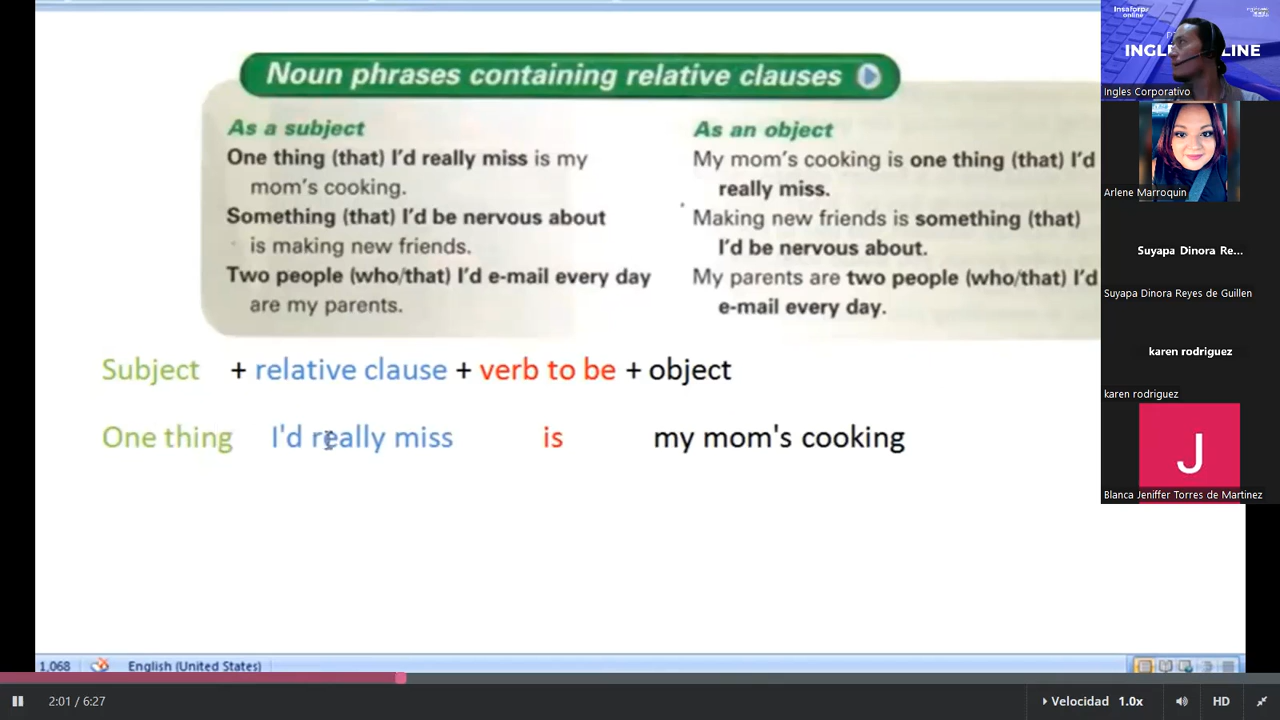 Noun phrases containing relative clauses
As a subject
One thing (that) I'd really miss is my
mom's cooking.
Something (that) I'd be nervous about
is making new friends.
Two people (who/that) I'd e-mail every day
are my parents.
As an object
My mom's cooking is one thing (that) I'd
really miss.
Making new friends is something (that)
I'd be nervous about.
My parents are two people (who/that) I'd
e-mail every day.
Subject + relative clause + verb to be + object
One thing I'd really miss is my mom's cooking
Insaforp
online
Ingles Corporativo
Arlene Marroquin
Suyapa Dinora Re...
Suyapa Dinora Reyes de Guillen
karen rodriguez
karen rodriguez
J
Blanca Jeniffer Torres de Martinez
1,068 English (United States)
2:01 / 6:27
Velocidad 1.0x
HD